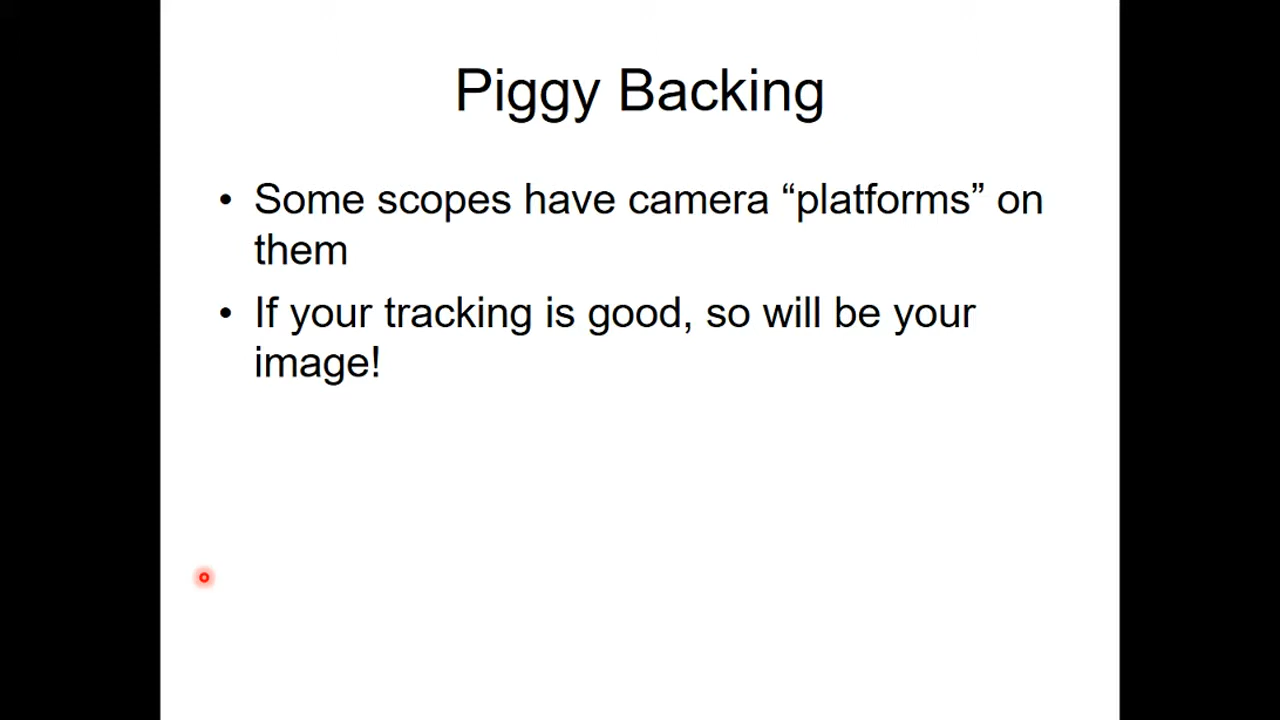 Piggy Backing
• Some scopes have camera “platforms” on
them
• If your tracking is good, so will be your
image!